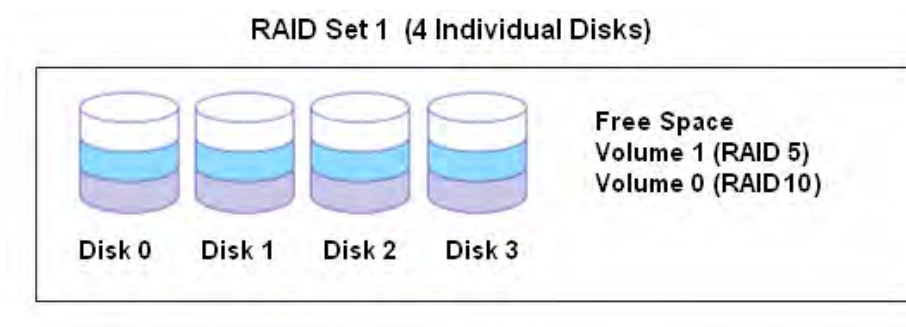 RAID Set 1 (4 Individual Disks)
Free Space
Volume 1 (RAID 5)
Volume 0 (RAID10)
Disk 0 Disk 1 Disk 2 Disk 3